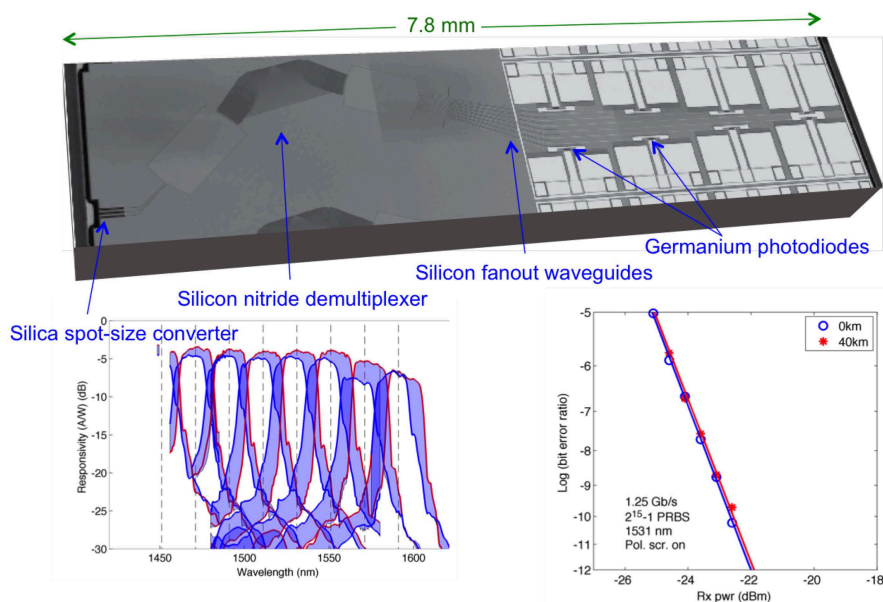 7.8 mm
Germanium photodiodes
Silicon fanout waveguides
Silicon nitride demultiplexer
Silica spot-size converter
0
-5
-10
-15
-20
-25
-30
Responsivity (A/W) (dB)
1450 1500 1550 1600
Wavelength (nm)
-5
-6
-7
-8
-9
-10
-12
Log (bit error ratio)
0km
40km
1.25 Gb/s
2¹⁵-1 PRBS
1531 nm
Pol. scr. on
-26 -24 -22 -20 -18
Rx pwr (dBm)